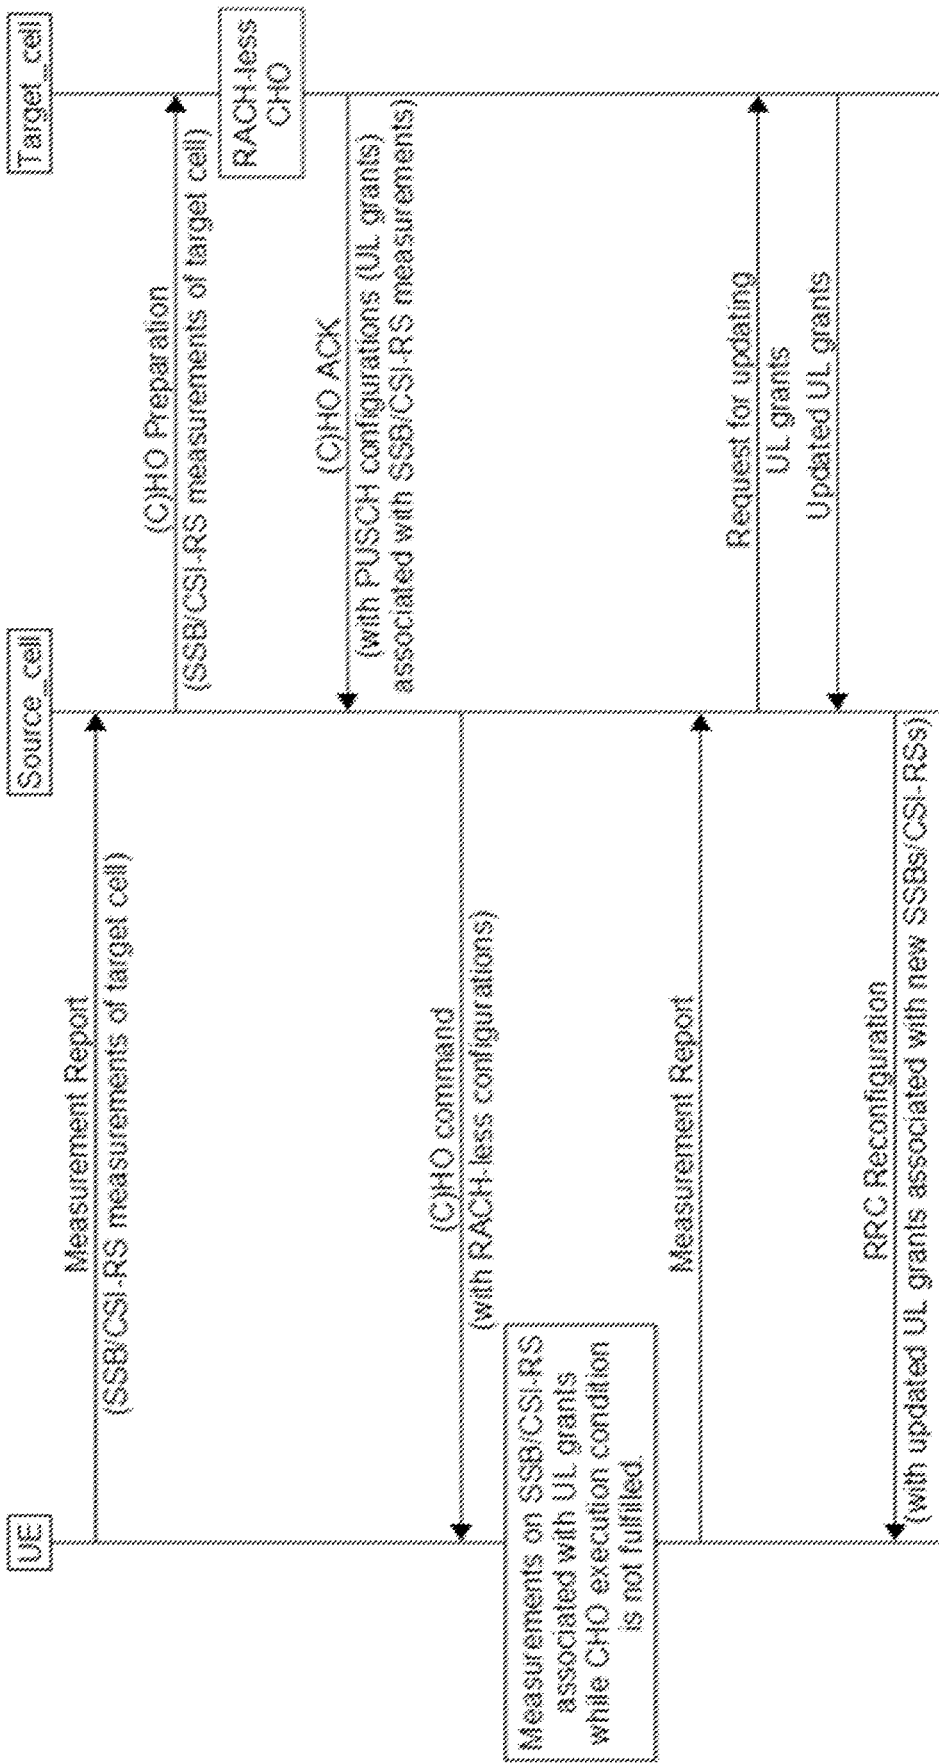 UE
Source_cell
Target_cell
Measurement Report
(SSB/CSI-RS measurements of target cell)
(C)HO Preparation
(SSB/CSI-RS measurements of target cell)
RACH-less
CHO
(C)HO ACK
(with PUSCH configurations (UL grants)
associated with SSB/CSI-RS measurements)
(C)HO command
(with RACH-less configurations)
Measurements on SSB/CSI-RS
associated with UL grants
while CHO execution condition
is not fulfilled.
Measurement Report
Request for updating
UL grants
Updated UL grants
RRC Reconfiguration
(with updated UL grants associated with new SSBs/CSI-RSs)